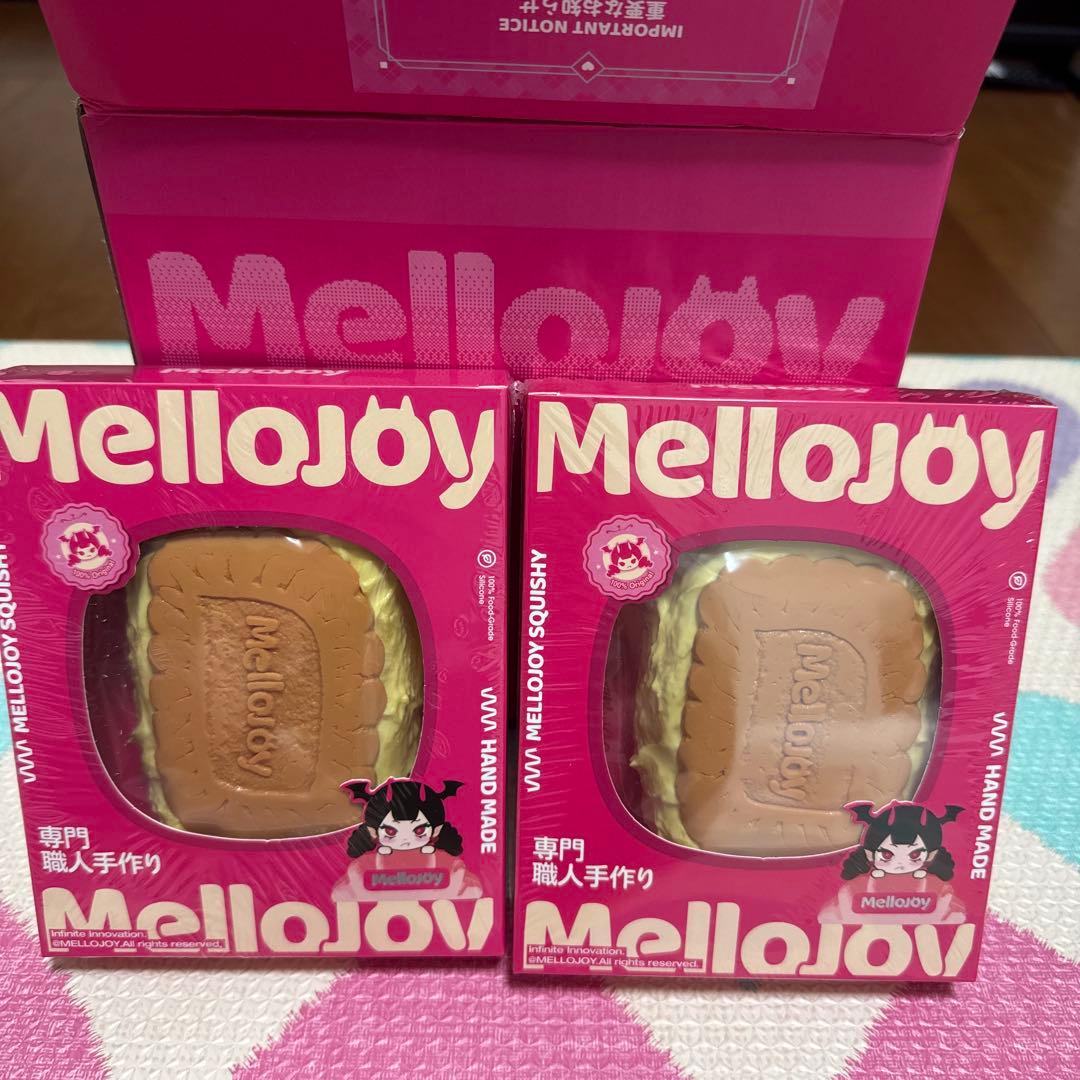 重要なお知らせ
IMPORTANT NOTICE
Mellojoy
Mellojoy
Mellojoy
100% Original
100% Food-Grade
Silicone
MELLOJOY SQUISHY
HAND MADE
Mellojoy
専門
職人手作り
Mellojoy
Mellojoy
Infinite Innovation.
@MELLOJOY.All rights reserved.
Mellojoy
100% Original
100% Food-Grade
Silicone
MELLOJOY SQUISHY
HAND MADE
Mellojoy
専門
職人手作り
Mellojoy
Mellojoy
Infinite Innovation.
@MELLOJOY.All rights reserved.